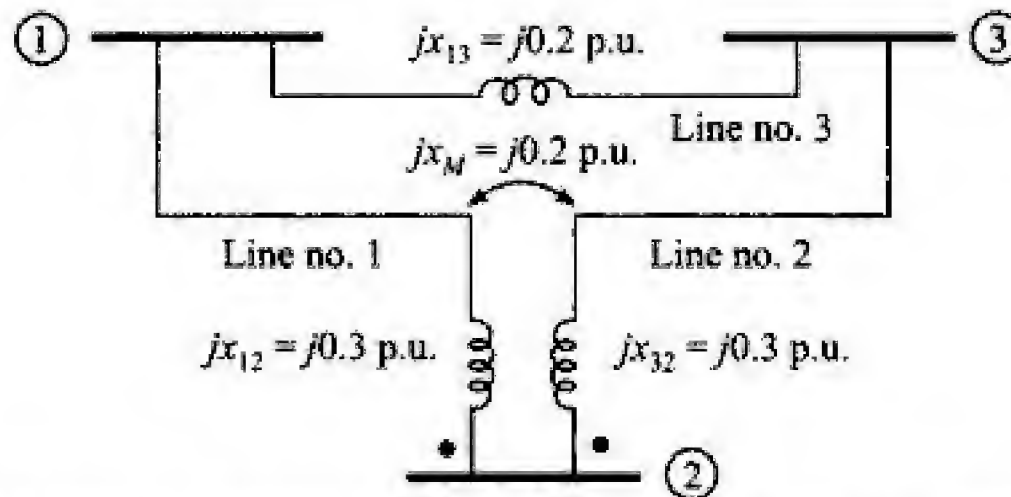 ① jx₁₃ = j0.2 p.u. ③
Line no. 3
jx_M = j0.2 p.u.
Line no. 1 Line no. 2
jx₁₂ = j0.3 p.u. jx₃₂ = j0.3 p.u.
②